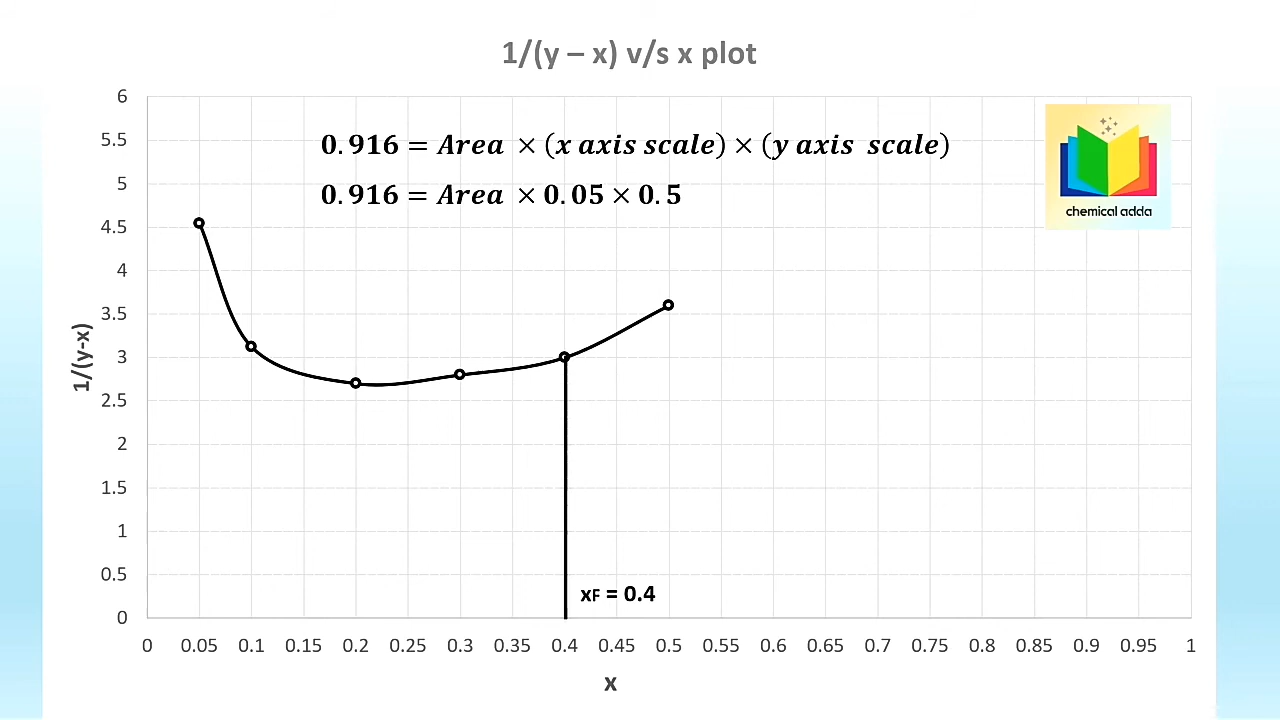 1/(y – x) v/s x plot
6
5.5
5
4.5
4
3.5
3
2.5
2
1.5
1
0.5
0
1/(y-x)
0.916 = Area × (x axis scale) × (y axis scale)
0.916 = Area × 0.05 × 0.5
chemical adda
xF = 0.4
0 0.05 0.1 0.15 0.2 0.25 0.3 0.35 0.4 0.45 0.5 0.55 0.6 0.65 0.7 0.75 0.8 0.85 0.9 0.95 1
x